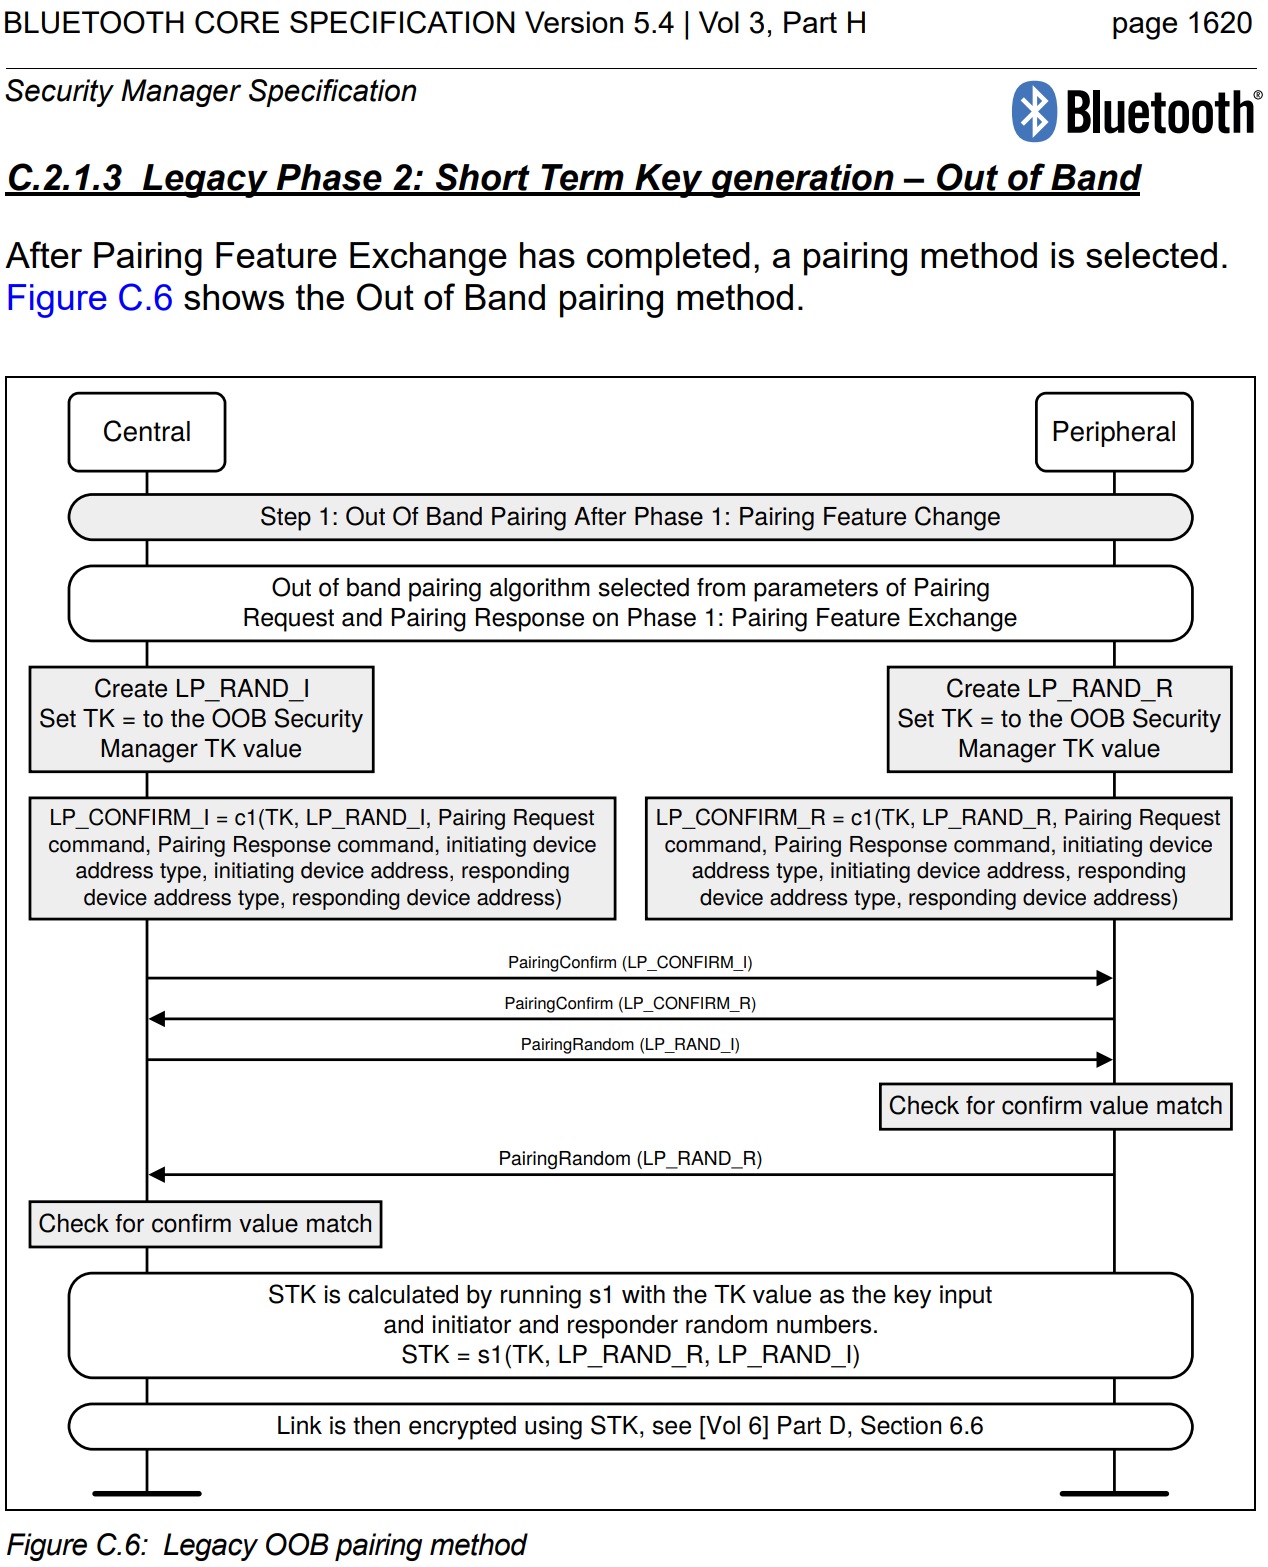 BLUETOOTH CORE SPECIFICATION Version 5.4 | Vol 3, Part H page 1620
Security Manager Specification
Bluetooth®
C.2.1.3 Legacy Phase 2: Short Term Key generation – Out of Band
After Pairing Feature Exchange has completed, a pairing method is selected.
Figure C.6 shows the Out of Band pairing method.
Central
Peripheral
Step 1: Out Of Band Pairing After Phase 1: Pairing Feature Change
Out of band pairing algorithm selected from parameters of Pairing
Request and Pairing Response on Phase 1: Pairing Feature Exchange
Create LP_RAND_I
Set TK = to the OOB Security
Manager TK value
Create LP_RAND_R
Set TK = to the OOB Security
Manager TK value
LP_CONFIRM_I = c1(TK, LP_RAND_I, Pairing Request
command, Pairing Response command, initiating device
address type, initiating device address, responding
device address type, responding device address)
LP_CONFIRM_R = c1(TK, LP_RAND_R, Pairing Request
command, Pairing Response command, initiating device
address type, initiating device address, responding
device address type, responding device address)
PairingConfirm (LP_CONFIRM_I)
PairingConfirm (LP_CONFIRM_R)
PairingRandom (LP_RAND_I)
Check for confirm value match
PairingRandom (LP_RAND_R)
Check for confirm value match
STK is calculated by running s1 with the TK value as the key input
and initiator and responder random numbers.
STK = s1(TK, LP_RAND_R, LP_RAND_I)
Link is then encrypted using STK, see [Vol 6] Part D, Section 6.6
Figure C.6: Legacy OOB pairing method